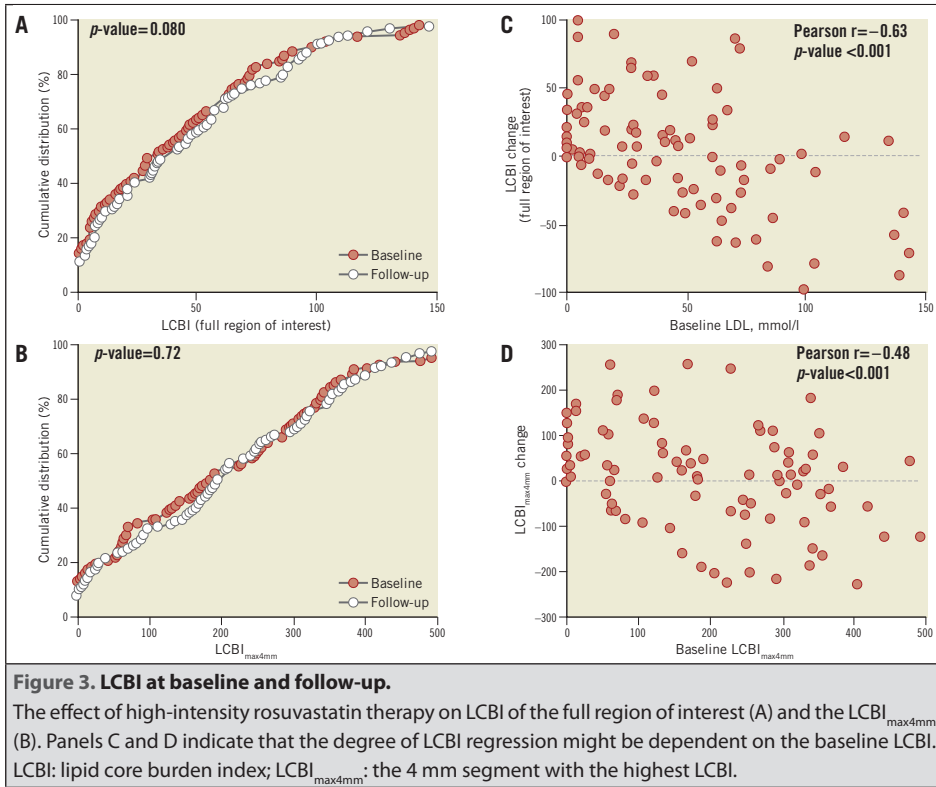 A
p-value=0.080
Cumulative distribution (%)
100
80
60
40
20
0
Baseline
Follow-up
0 50 100 150
LCBI (full region of interest)
B
p-value=0.72
Cumulative distribution (%)
100
80
60
40
20
0
Baseline
Follow-up
0 100 200 300 400 500
LCBImax4mm
C
Pearson r=−0.63
p-value <0.001
LCBI change
(full region of interest)
100
50
0
−50
−100
0 50 100 150
Baseline LDL, mmol/l
D
Pearson r=−0.48
p-value<0.001
LCBImax4mm change
300
200
100
0
−100
−200
−300
0 100 200 300 400 500
Baseline LCBImax4mm
Figure 3. LCBI at baseline and follow-up.
The effect of high-intensity rosuvastatin therapy on LCBI of the full region of interest (A) and the LCBImax4mm
(B). Panels C and D indicate that the degree of LCBI regression might be dependent on the baseline LCBI.
LCBI: lipid core burden index; LCBImax4mm: the 4 mm segment with the highest LCBI.